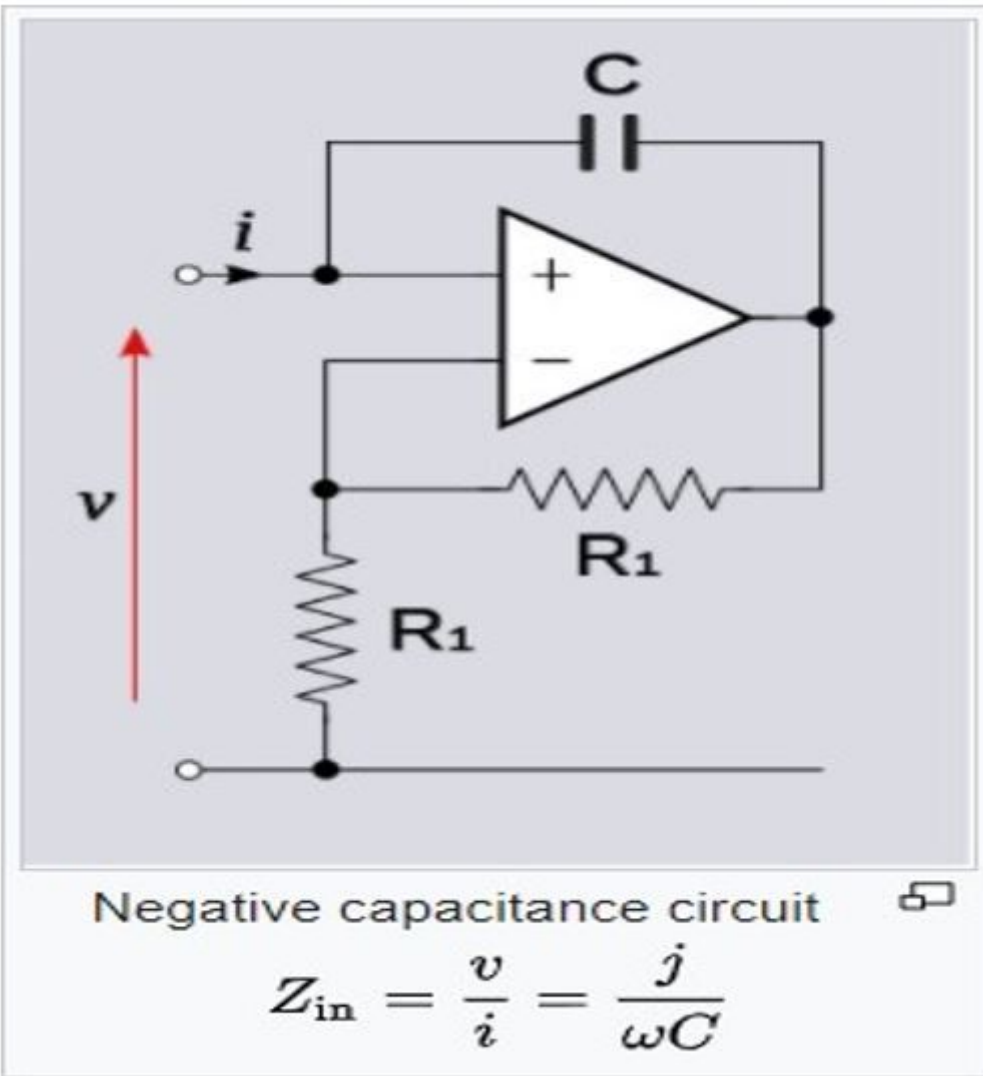 C
i
+
−
v
R₁
R₁
Negative capacitance circuit
Z_in = v/i = j/ωC